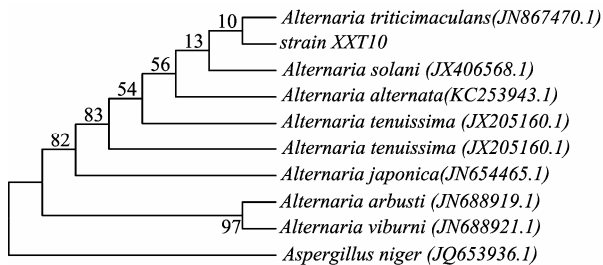 10 Alternaria triticimaculans(JN867470.1)
strain XXT10
13
Alternaria solani (JX406568.1)
56
Alternaria alternata(KC253943.1)
54
Alternaria tenuissima (JX205160.1)
83
Alternaria tenuissima (JX205160.1)
82
Alternaria japonica(JN654465.1)
Alternaria arbusti (JN688919.1)
97 Alternaria viburni (JN688921.1)
Aspergillus niger (JQ653936.1)